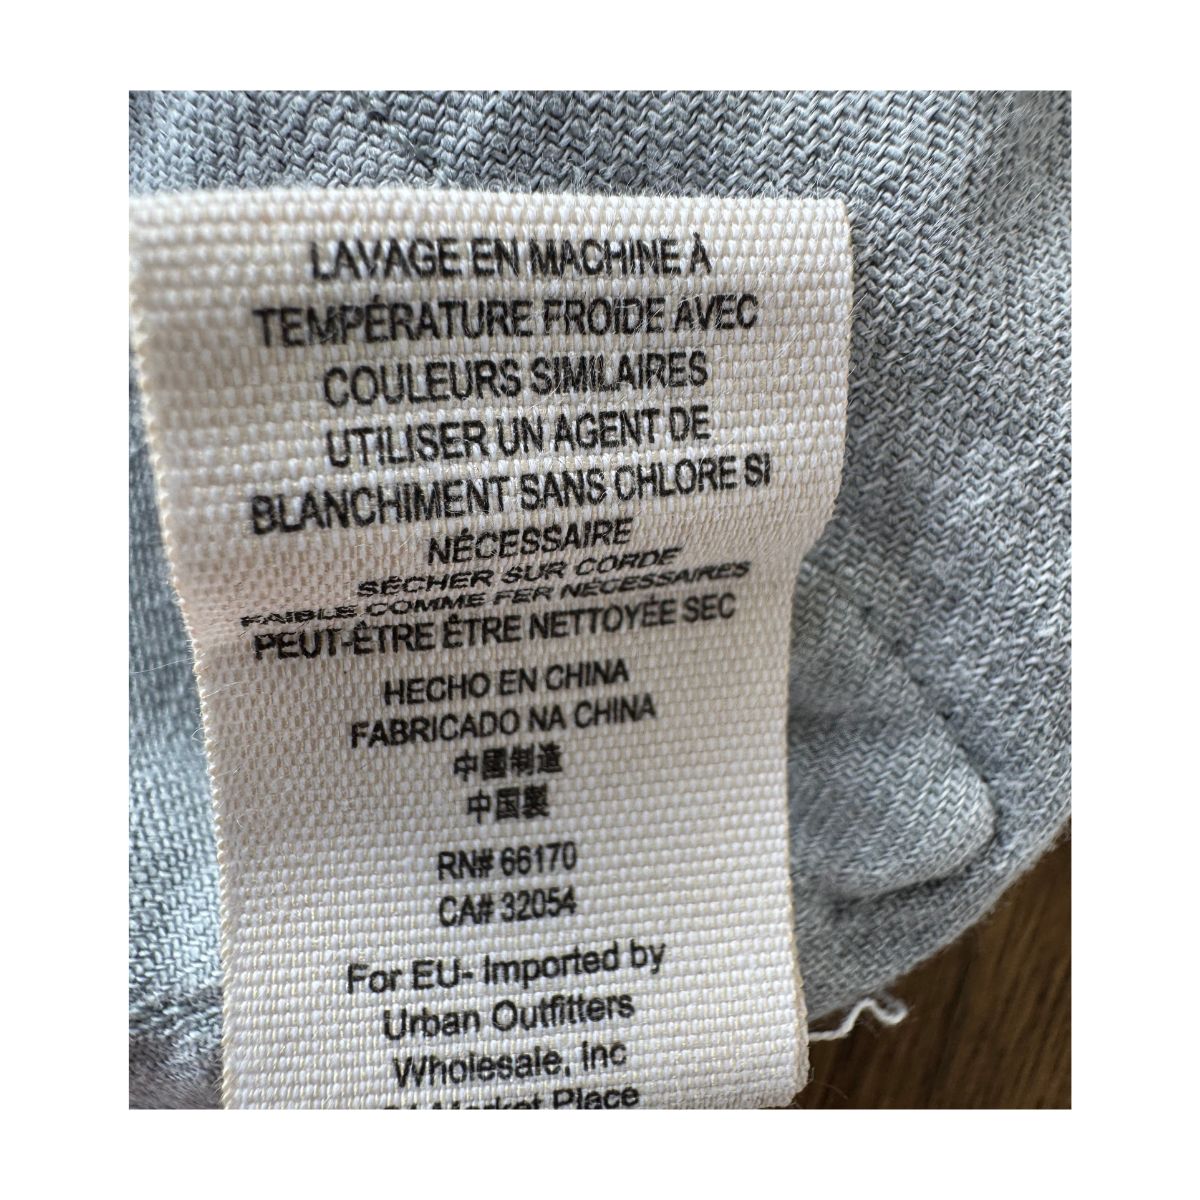 LAVAGE EN MACHINE À
TEMPÉRATURE FROIDE AVEC
COULEURS SIMILAIRES
UTILISER UN AGENT DE
BLANCHIMENT SANS CHLORE SI
NÉCESSAIRE
SÉCHER SUR CORDE
FAIBLE COMME FER NÉCESSAIRES
PEUT-ÊTRE ÊTRE NETTOYÉE SEC
HECHO EN CHINA
FABRICADO NA CHINA
中國制造
中国製
RN# 66170
CA# 32054
For EU- Imported by
Urban Outfitters
Wholesale, Inc
Market Place